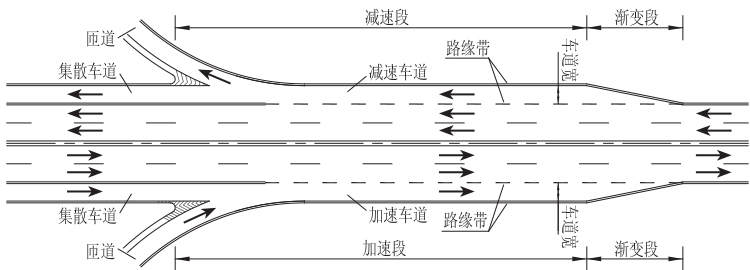 减速段
渐变段
匝道
路缘带
车道宽
集散车道
减速车道
集散车道
加速车道
路缘带
车道宽
匝道
加速段
渐变段